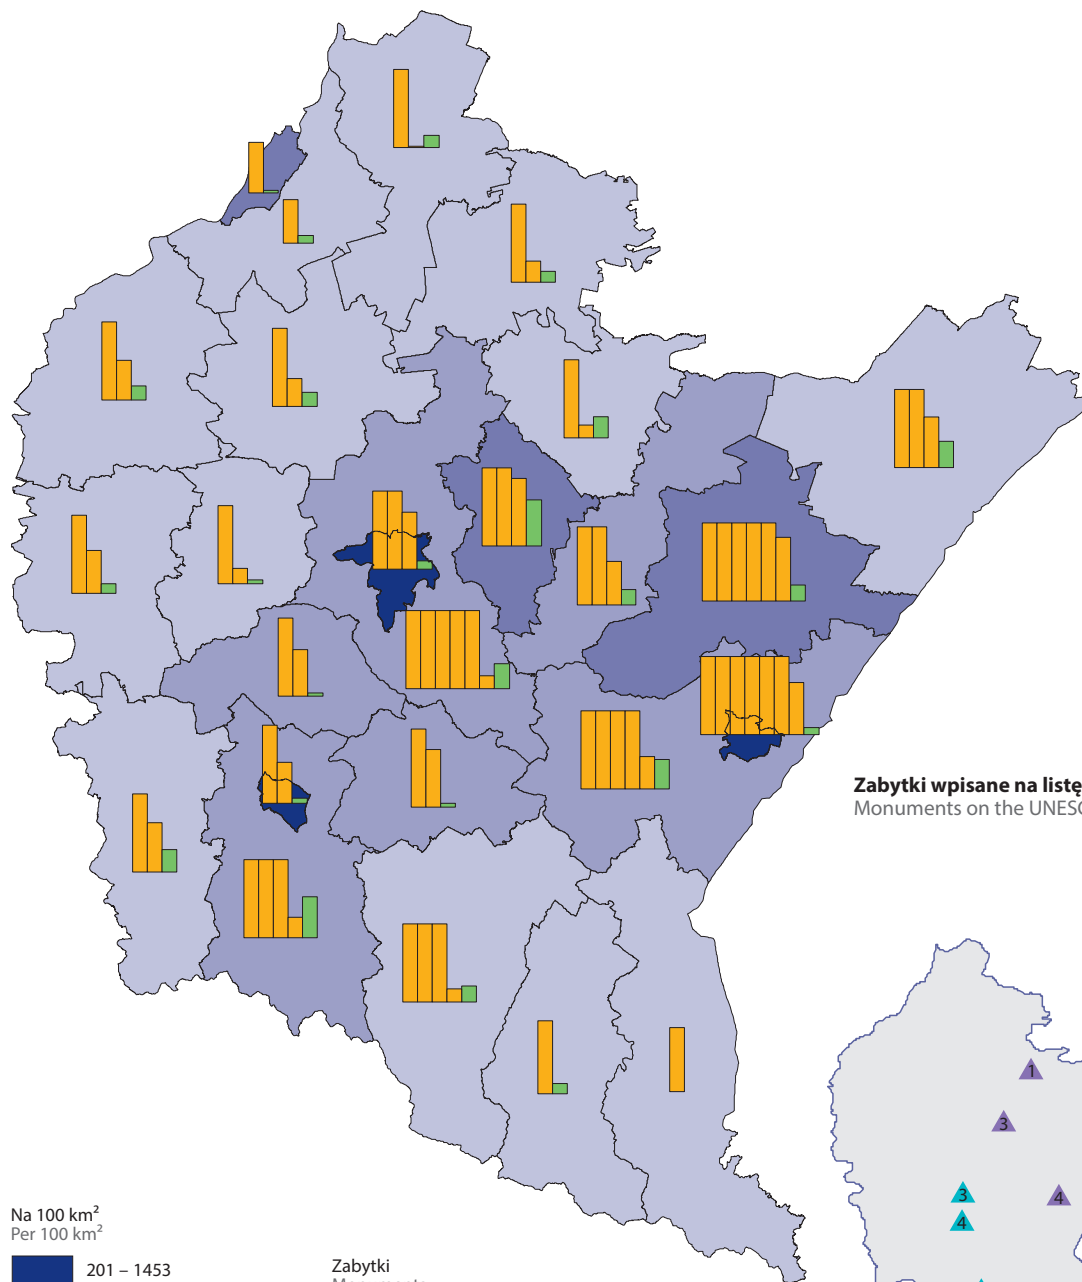 Zabytki wpisane na listę
Monuments on the UNESC
1
3
3
4
4
Na 100 km²
Per 100 km²
201 – 1453
Zabytki